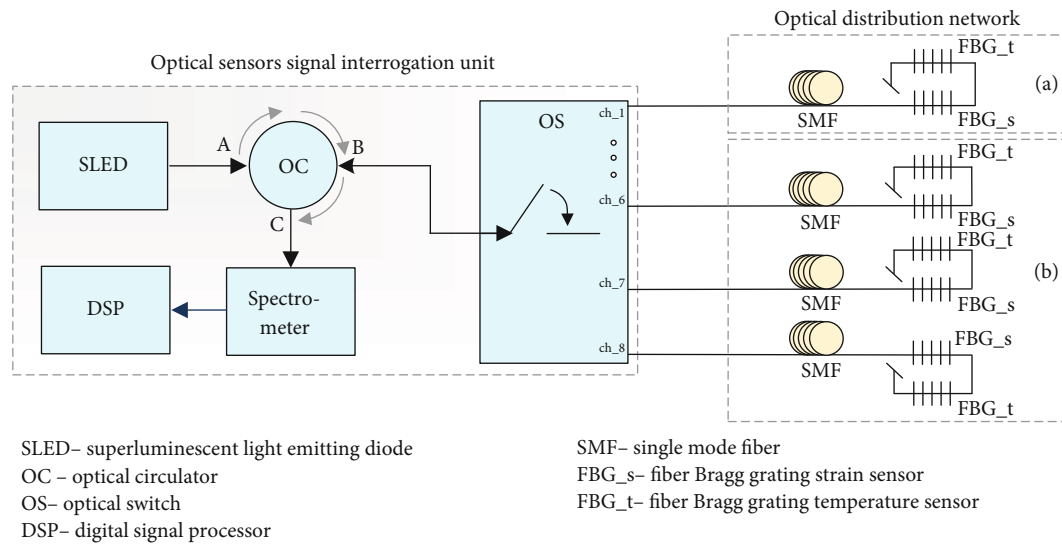 Optical distribution network
Optical sensors signal interrogation unit
FBG_t
(a)
SMF
FBG_s
ch_1
OS
SLED
A
OC
B
C
FBG_t
ch_6
SMF
FBG_s
FBG_t
(b)
ch_7
SMF
FBG_s
DSP
Spectro-
meter
ch_8
SMF
FBG_s
FBG_t
SLED– superluminescent light emitting diode
OC – optical circulator
OS– optical switch
DSP– digital signal processor
SMF– single mode fiber
FBG_s– fiber Bragg grating strain sensor
FBG_t– fiber Bragg grating temperature sensor